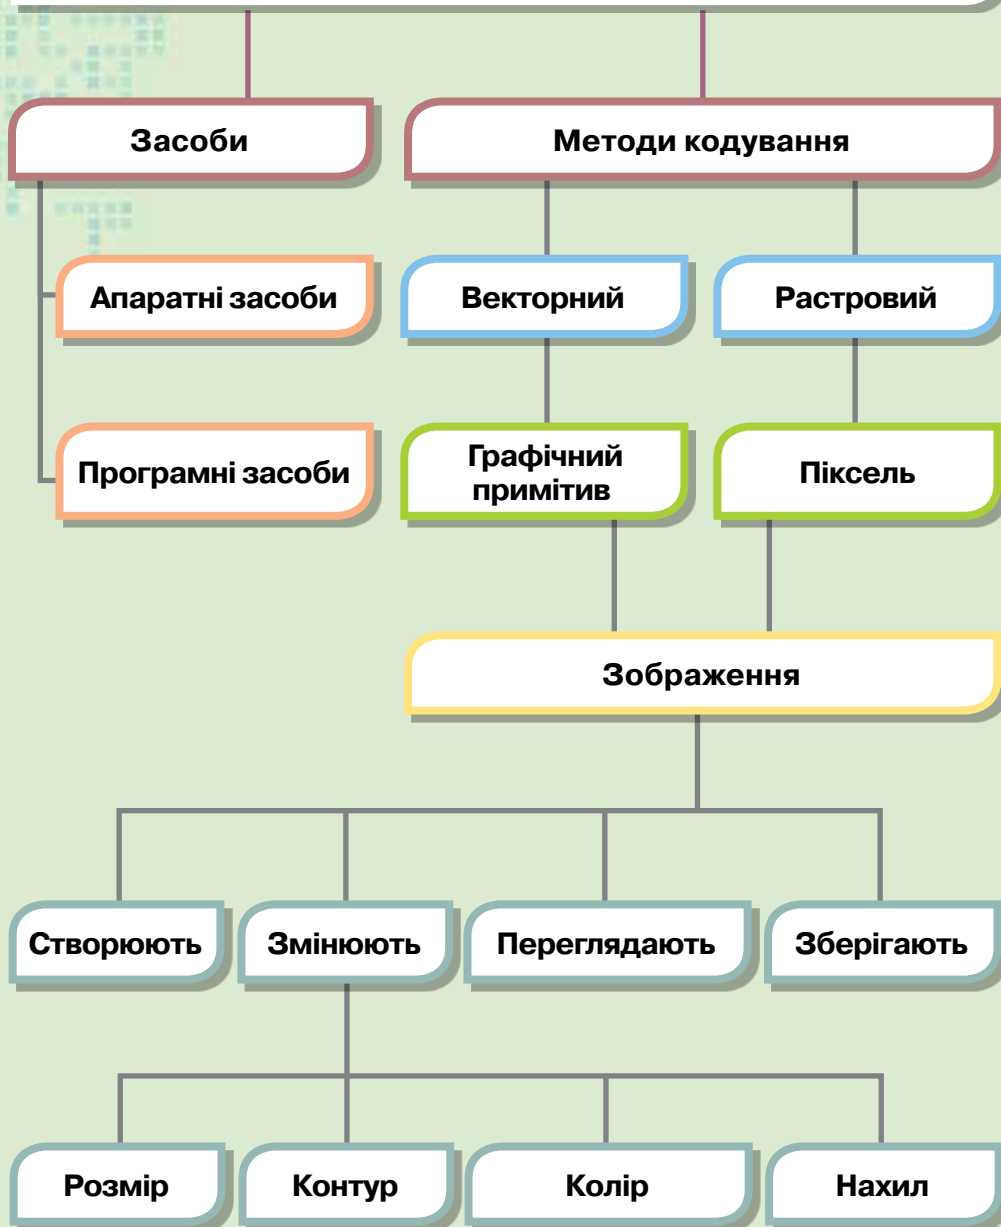 Засоби
Методи кодування
Апаратні засоби
Векторний
Растровий
Програмні засоби
Графічний
примітив
Піксель
Зображення
Створюють
Змінюють
Переглядають
Зберігають
Розмір
Контур
Колір
Нахил